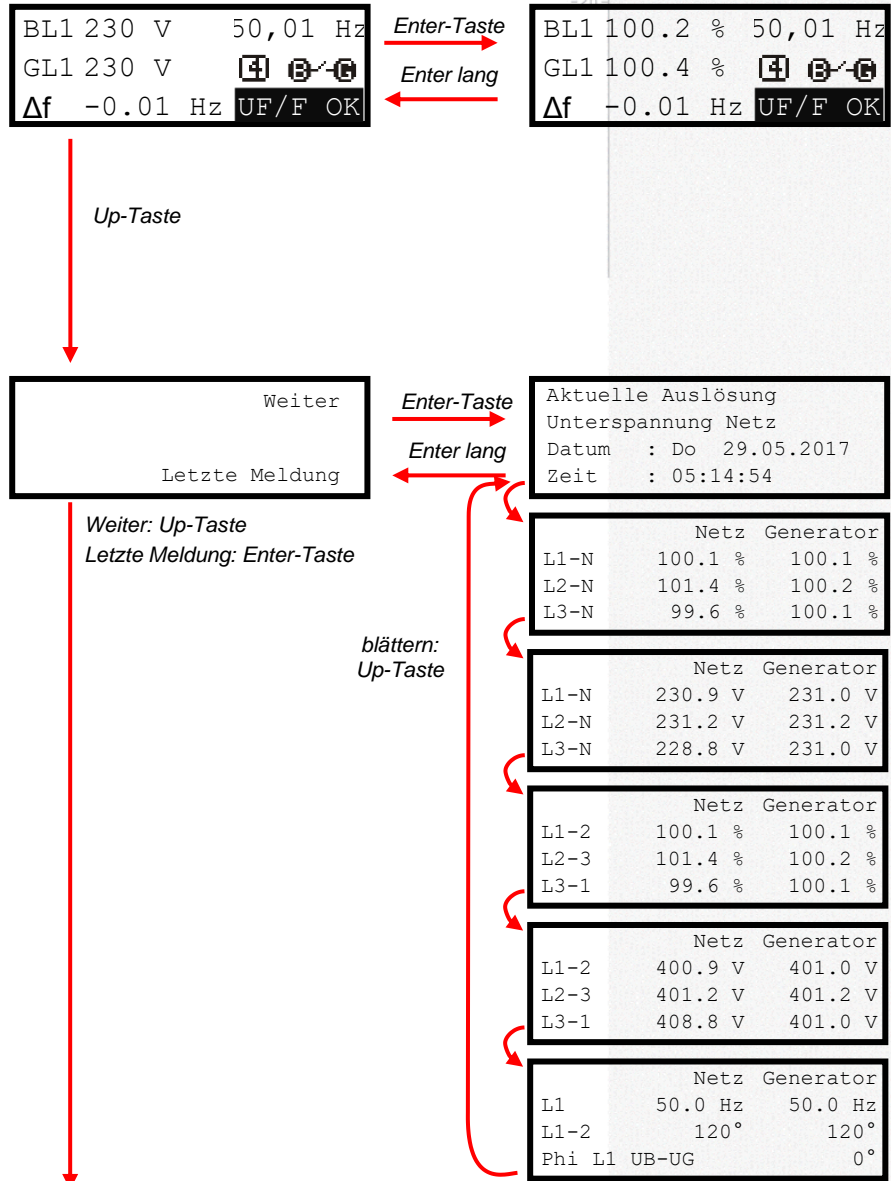 BL1 230 V 50,01 Hz
GL1 230 V 4 B G
Δf -0.01 Hz UF/F OK
Enter-Taste
Enter lang
BL1 100.2 % 50,01 Hz
GL1 100.4 % 4 B G
Δf -0.01 Hz UF/F OK
Up-Taste
Weiter
Letzte Meldung
Enter-Taste
Enter lang
Aktuelle Auslösung
Unterspannung Netz
Datum : Do 29.05.2017
Zeit : 05:14:54
Weiter: Up-Taste
Letzte Meldung: Enter-Taste
Netz Generator
L1-N 100.1 % 100.1 %
L2-N 101.4 % 100.2 %
L3-N 99.6 % 100.1 %
blättern:
Up-Taste
Netz Generator
L1-N 230.9 V 231.0 V
L2-N 231.2 V 231.2 V
L3-N 228.8 V 231.0 V
Netz Generator
L1-2 100.1 % 100.1 %
L2-3 101.4 % 100.2 %
L3-1 99.6 % 100.1 %
Netz Generator
L1-2 400.9 V 401.0 V
L2-3 401.2 V 401.2 V
L3-1 408.8 V 401.0 V
Netz Generator
L1 50.0 Hz 50.0 Hz
L1-2 120° 120°
Phi L1 UB-UG 0°